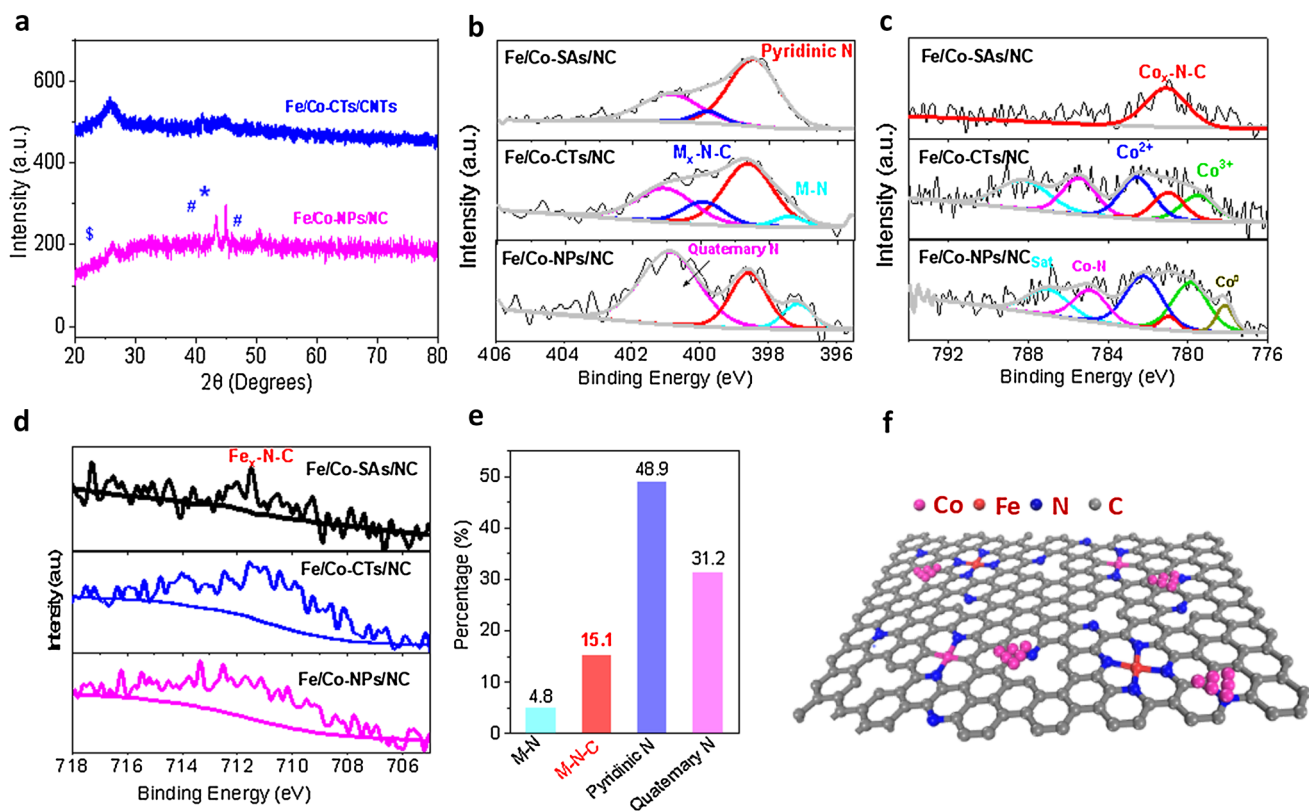 a
600
400
200
0
Intensity (a.u.)
Fe/Co-CTs/CNTs
*
# #
$
Fe/Co-NPs/NC
20 30 40 50 60 70 80
2θ (Degrees)
b
Fe/Co-SAs/NC
Pyridinic N
Fe/Co-CTs/NC
Mx-N-C
M-N
Fe/Co-NPs/NC
Quaternary N
Intensity (a.u.)
406 404 402 400 398 396
Binding Energy (eV)
c
Fe/Co-SAs/NC
Cox-N-C
Fe/Co-CTs/NC
Co2+
Co3+
Fe/Co-NPs/NC
Sat
Co-N
Co0
Intensity (a.u.)
792 788 784 780 776
Binding Energy (eV)
d
Fex-N-C
Fe/Co-SAs/NC
Fe/Co-CTs/NC
Fe/Co-NPs/NC
Intensity (a.u.)
718 716 714 712 710 708 706
Binding Energy (eV)
e
50
40
30
20
10
0
Percentage (%)
4.8
15.1
48.9
31.2
M-N
M-N-C
Pyridinic N
Quaternary N
f
Co Fe N C